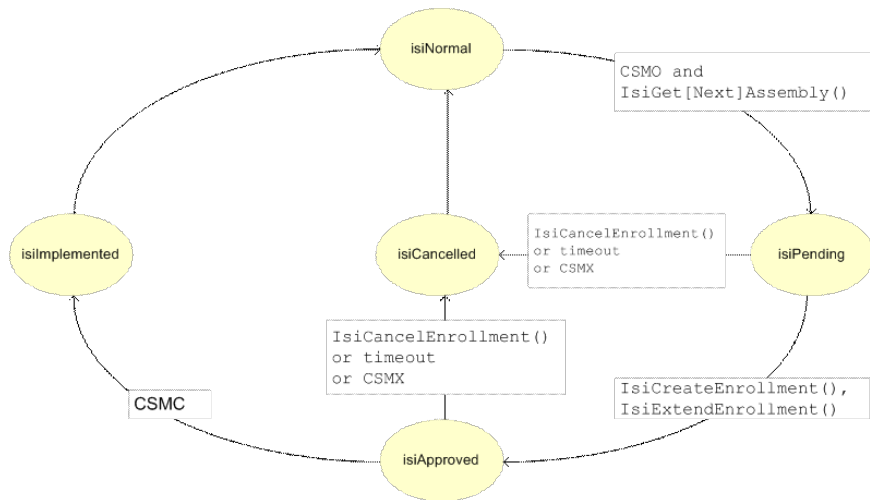 isiNormal
CSMO and
IsiGet[Next]Assembly()
isiImplemented
isiCancelled
IsiCancelEnrollment()
or timeout
or CSMX
isiPending
IsiCancelEnrollment()
or timeout
or CSMX
CSMC
IsiCreateEnrollment(),
IsiExtendEnrollment()
isiApproved